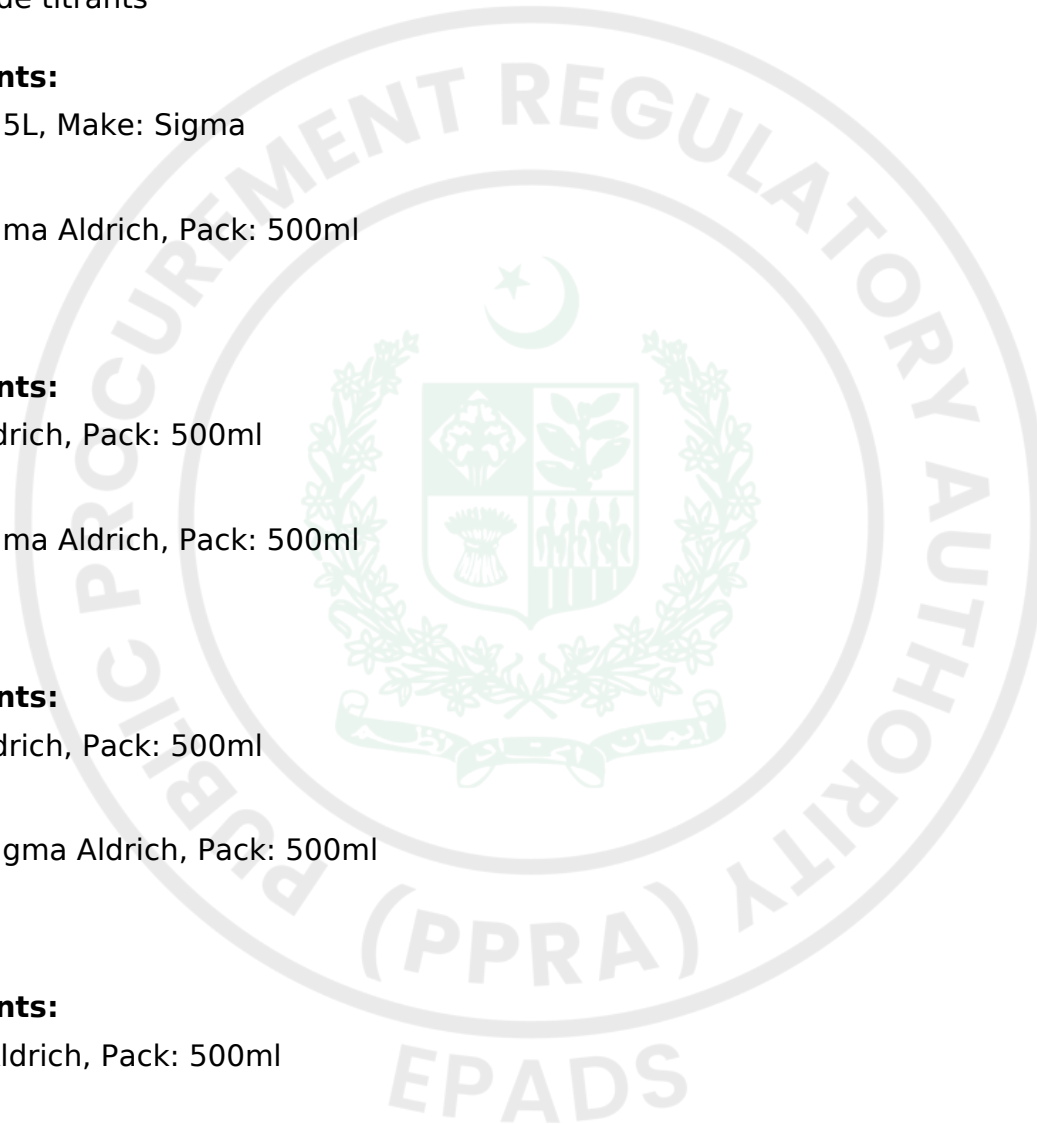 de titrants
nts:
5L, Make: Sigma
ma Aldrich, Pack: 500ml
nts:
drich, Pack: 500ml
ma Aldrich, Pack: 500ml
nts:
drich, Pack: 500ml
gma Aldrich, Pack: 500ml
nts:
ldrich, Pack: 500ml
PUBLIC PROCUREMENT REGULATORY AUTHORITY
(PPRA)
EPADS